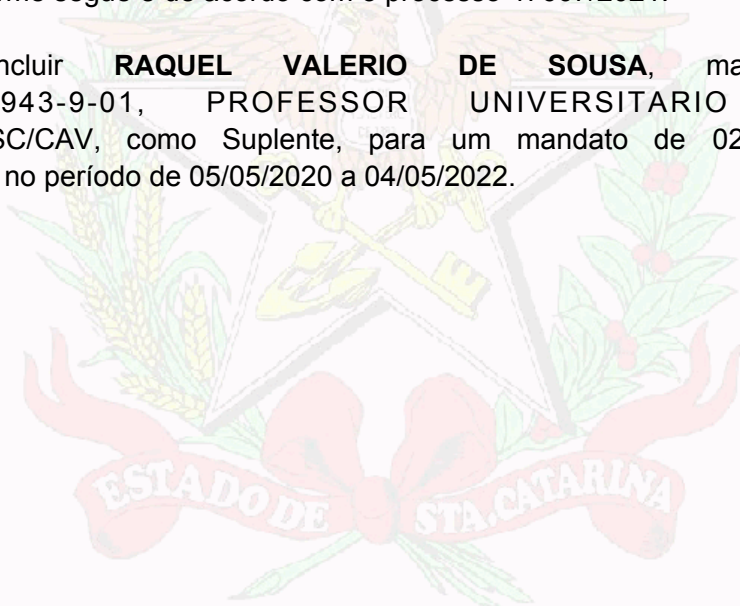 ncluir RAQUEL VALERIO DE SOUSA, ma
943-9-01, PROFESSOR UNIVERSITARIO
SC/CAV, como Suplente, para um mandato de 02
no período de 05/05/2020 a 04/05/2022.
ESTADO DE STA.CATARINA